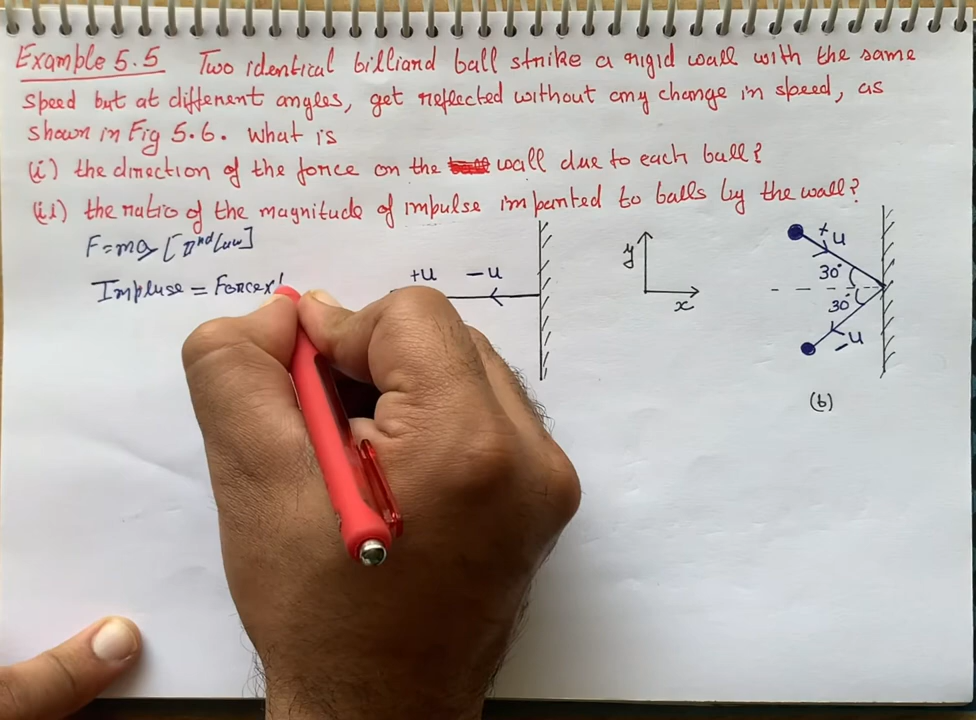 Example 5.5 Two identical billiard ball strike a rigid wall with the same
speed but at different angles, get reflected without any change in speed, as
shown in Fig 5.6. What is
(i) the direction of the force on the wall due to each ball?
(ii) the ratio of the magnitude of impulse imparted to balls by the wall?
F=ma [IInd Law]
Impluse = Force×
+u -u
y
x
+u
30°
30°
-u
(b)